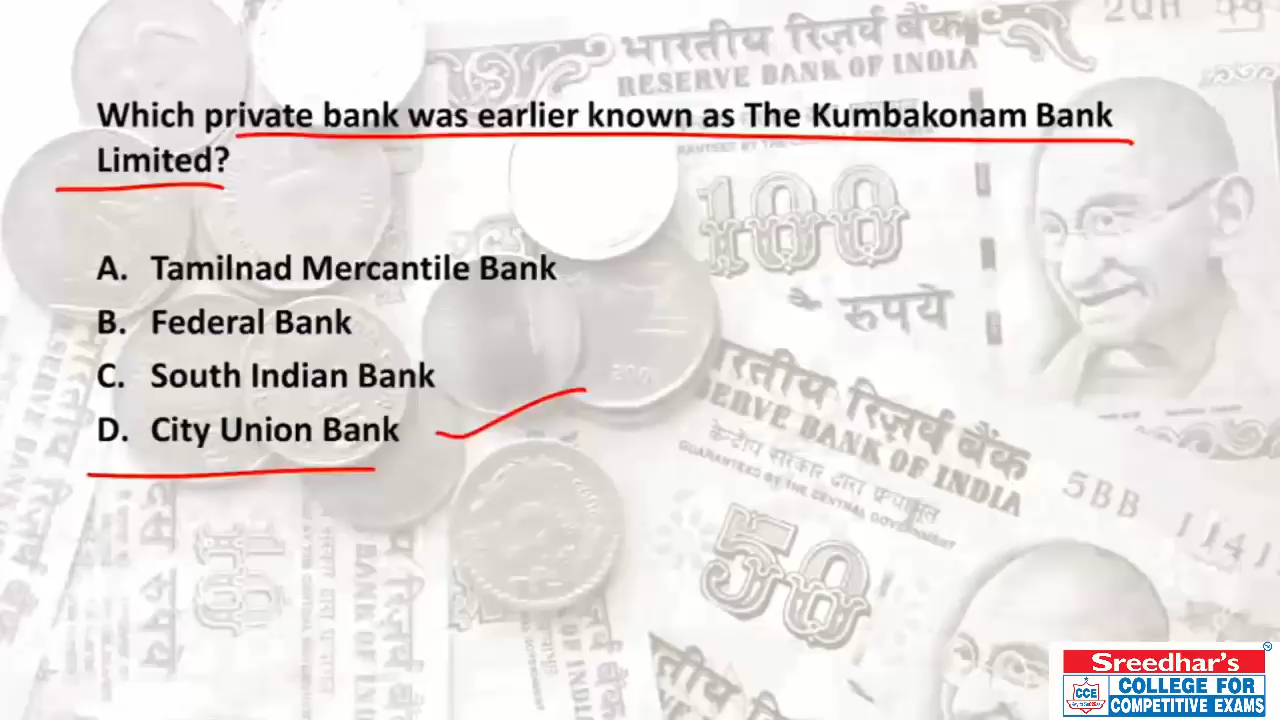 Which private bank was earlier known as The Kumbakonam Bank
Limited?
A. Tamilnad Mercantile Bank
B. Federal Bank
C. South Indian Bank
D. City Union Bank
भारतीय रिज़र्व बैंक
RESERVE BANK OF INDIA
100
रुपये
रतीय रिज़र्व बैंक
SERVE BANK OF INDIA
केन्द्रीय सरकार द्वारा प्रत्याभूत
GUARANTEED BY THE CENTRAL GOVERNMENT
5BB 1141
50
Sreedhar's
CCE
COLLEGE FOR
COMPETITIVE EXAMS